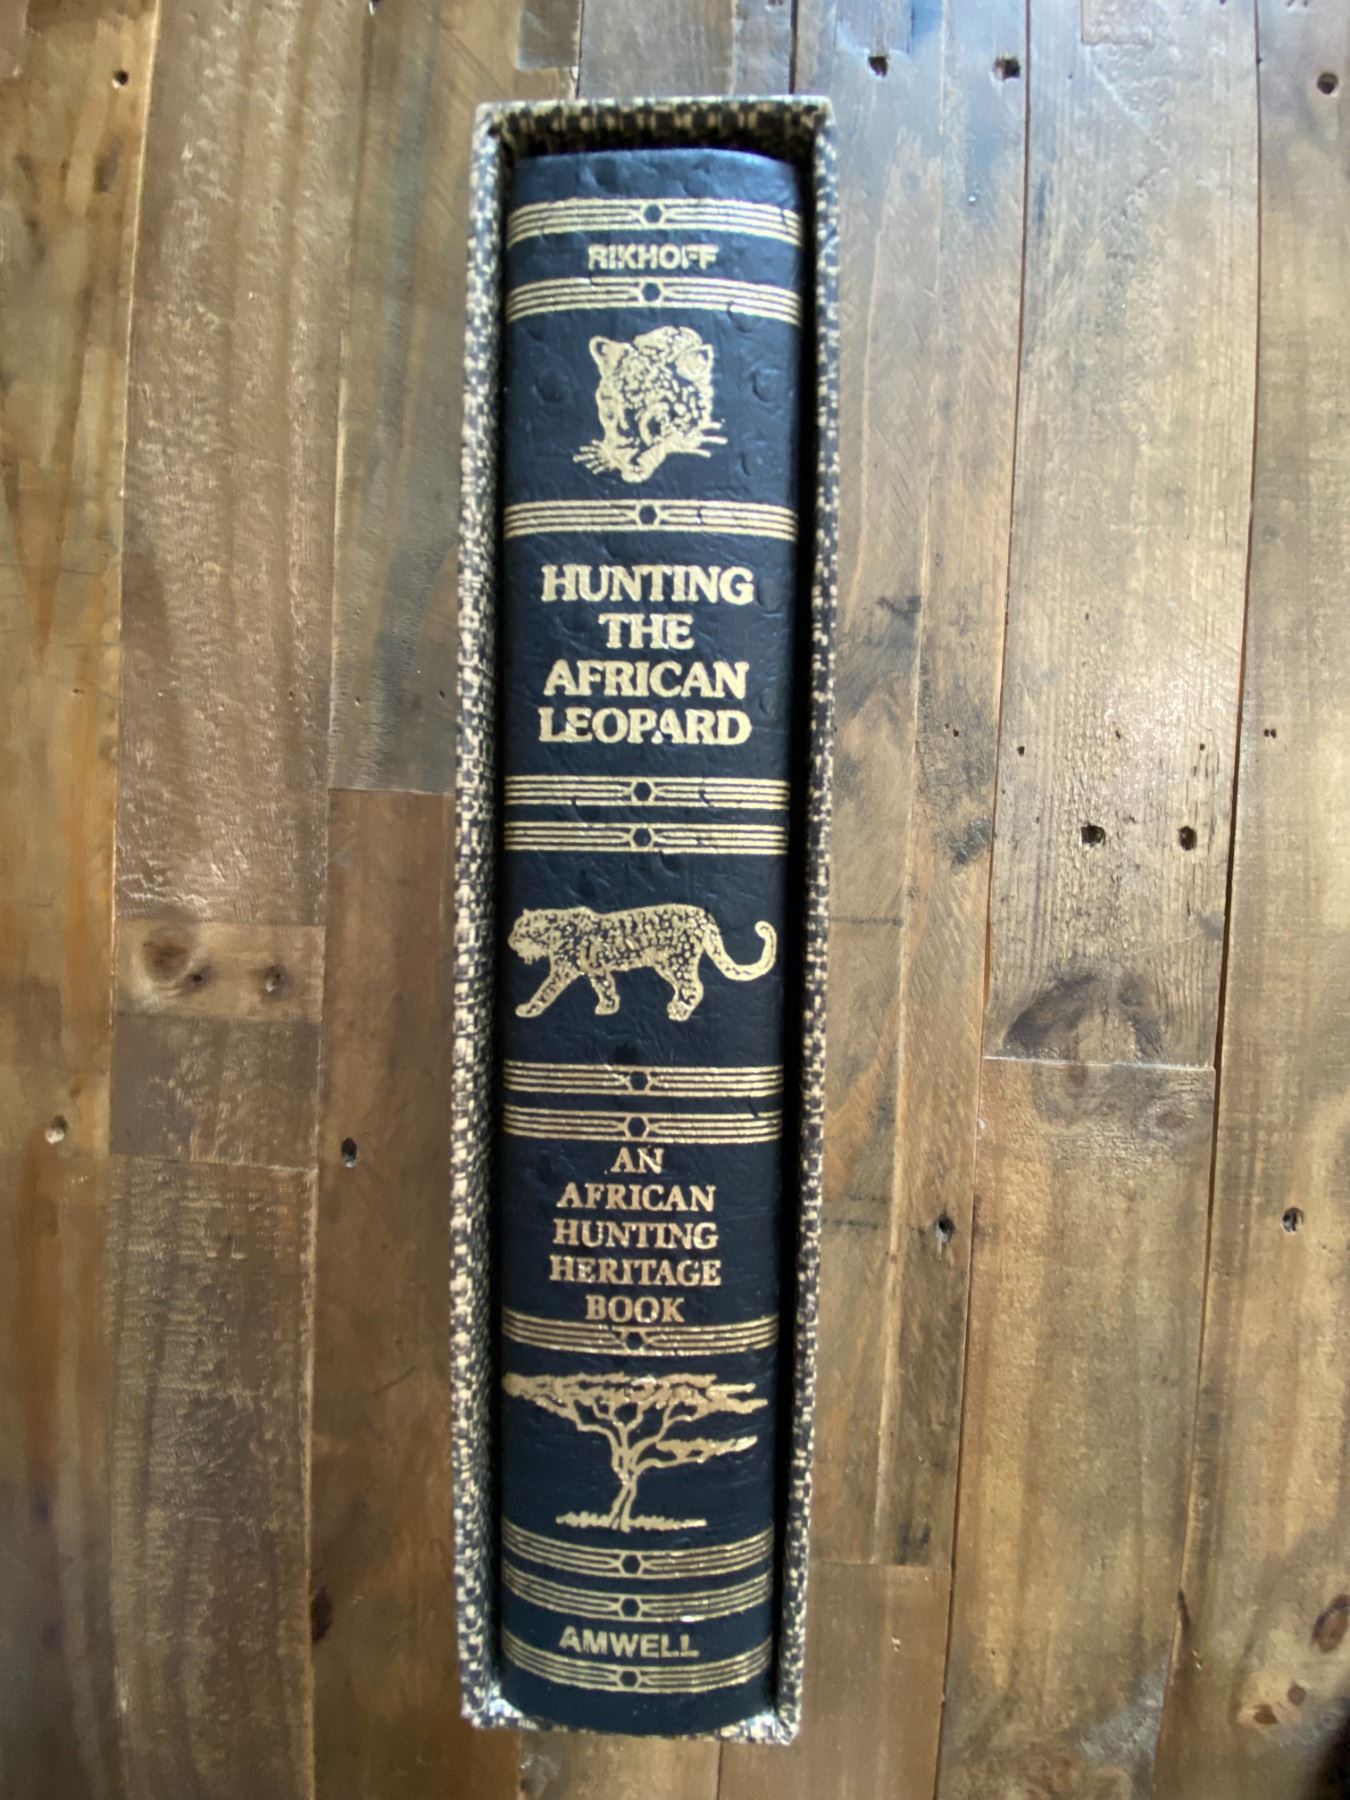 RIKHOFF
HUNTING
THE
AFRICAN
LEOPARD
AN
AFRICAN
HUNTING
HERITAGE
BOOK
AMWELL